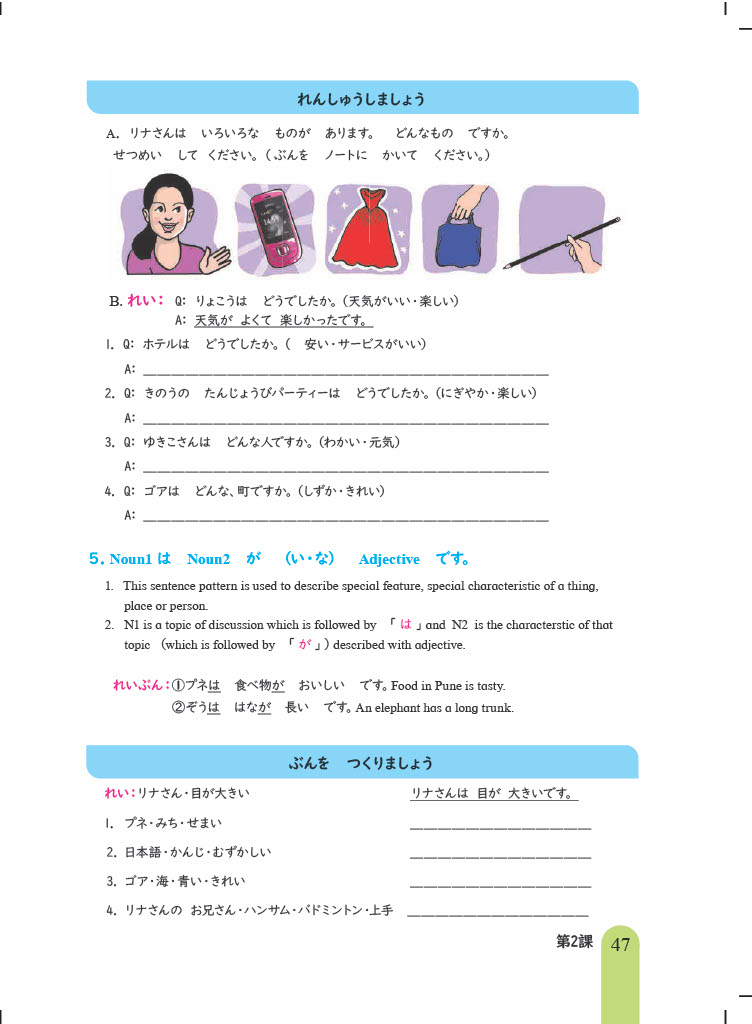 れんしゅうしましょう
A. リナさんは いろいろな ものが あります。 どんなもの ですか。
せつめい して ください。(ぶんを ノートに かいて ください。)
B. れい： Q: りょこうは どうでしたか。(天気がいい・楽しい)
A: 天気が よくて 楽しかったです。
1. Q: ホテルは どうでしたか。( 安い・サービスがいい)
A: ____________________
2. Q: きのうの たんじょうびパーティーは どうでしたか。(にぎやか・楽しい)
A: ____________________
3. Q: ゆきこさんは どんな人ですか。(わかい・元気)
A: ____________________
4. Q: ゴアは どんな、町ですか。(しずか・きれい)
A: ____________________
5. Noun1 は Noun2 が (い・な) Adjective です。
1. This sentence pattern is used to describe special feature, special characteristic of a thing,
place or person.
2. N1 is a topic of discussion which is followed by 「は」and N2 is the characterstic of that
topic (which is followed by 「が」) described with adjective.
れいぶん：①プネは 食べ物が おいしい です。Food in Pune is tasty.
②ぞうは はなが 長い です。An elephant has a long trunk.
ぶんを つくりましょう
れい：リナさん・目が大きい リナさんは 目が 大きいです。
1. プネ・みち・せまい ____________________
2. 日本語・かんじ・むずかしい ____________________
3. ゴア・海・青い・きれい ____________________
4. リナさんの お兄さん・ハンサム・バドミントン・上手 ____________________
第2課 47